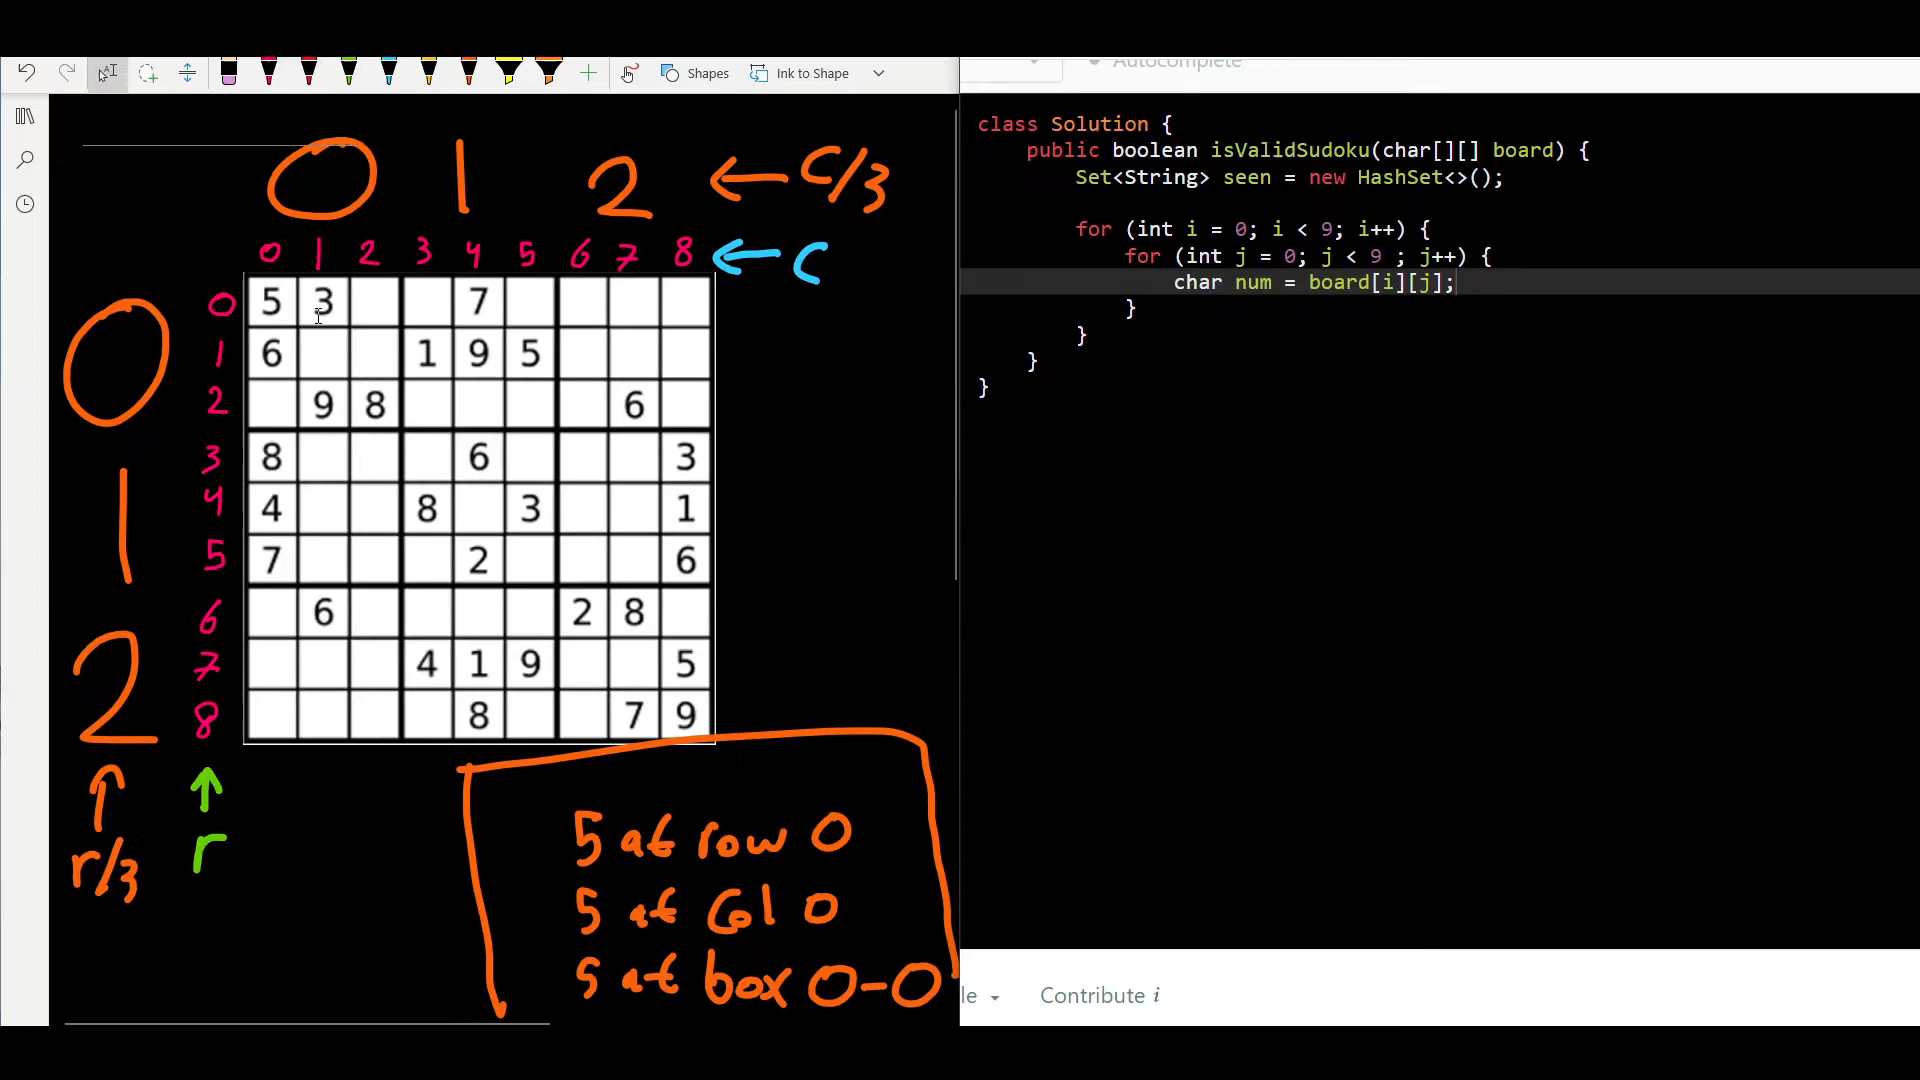 Shapes
Ink to Shape
Autocomplete
0 1 2 ← C/3
0 1 2 3 4 5 6 7 8 ← C
0 5 3 7
1 6 1 9 5
2 9 8 6
3 8 6 3
4 4 8 3 1
5 7 2 6
6 6 2 8
7 4 1 9 5
8 8 7 9
0
1
2
r/3
r
5 at row 0
5 at Col 0
5 at box 0-0
class Solution {
public boolean isValidSudoku(char[][] board) {
Set<String> seen = new HashSet<>();
for (int i = 0; i < 9; i++) {
for (int j = 0; j < 9 ; j++) {
char num = board[i][j];
}
}
}
}
le
Contribute i